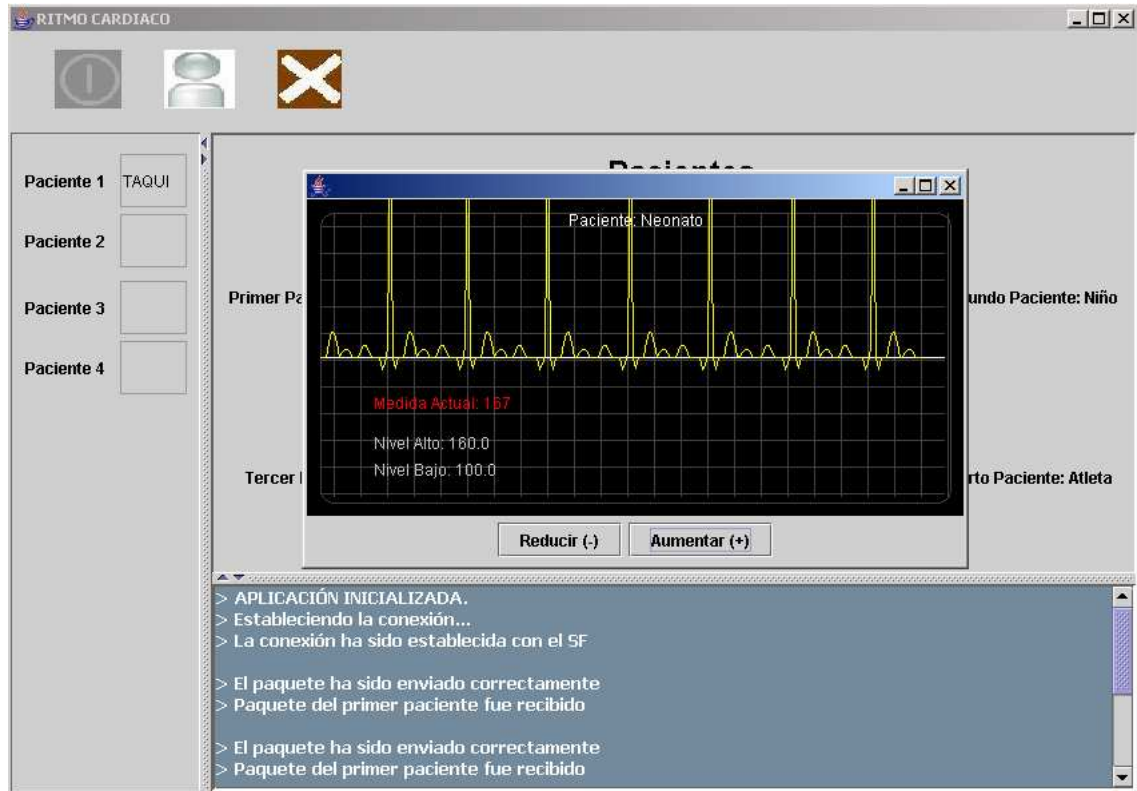 RITMO CARDIACO
Paciente 1 TAQUI
Paciente 2
Paciente 3
Paciente 4
Pacientes
Primer
undo Paciente: Niño
Tercer
rto Paciente: Atleta
Paciente: Neonato
Medida Actual: 167
Nivel Alto: 160.0
Nivel Bajo: 100.0
Reducir (-)
Aumentar (+)
> APLICACIÓN INICIALIZADA.
> Estableciendo la conexión...
> La conexión ha sido establecida con el SF
> El paquete ha sido enviado correctamente
> Paquete del primer paciente fue recibido
> El paquete ha sido enviado correctamente
> Paquete del primer paciente fue recibido